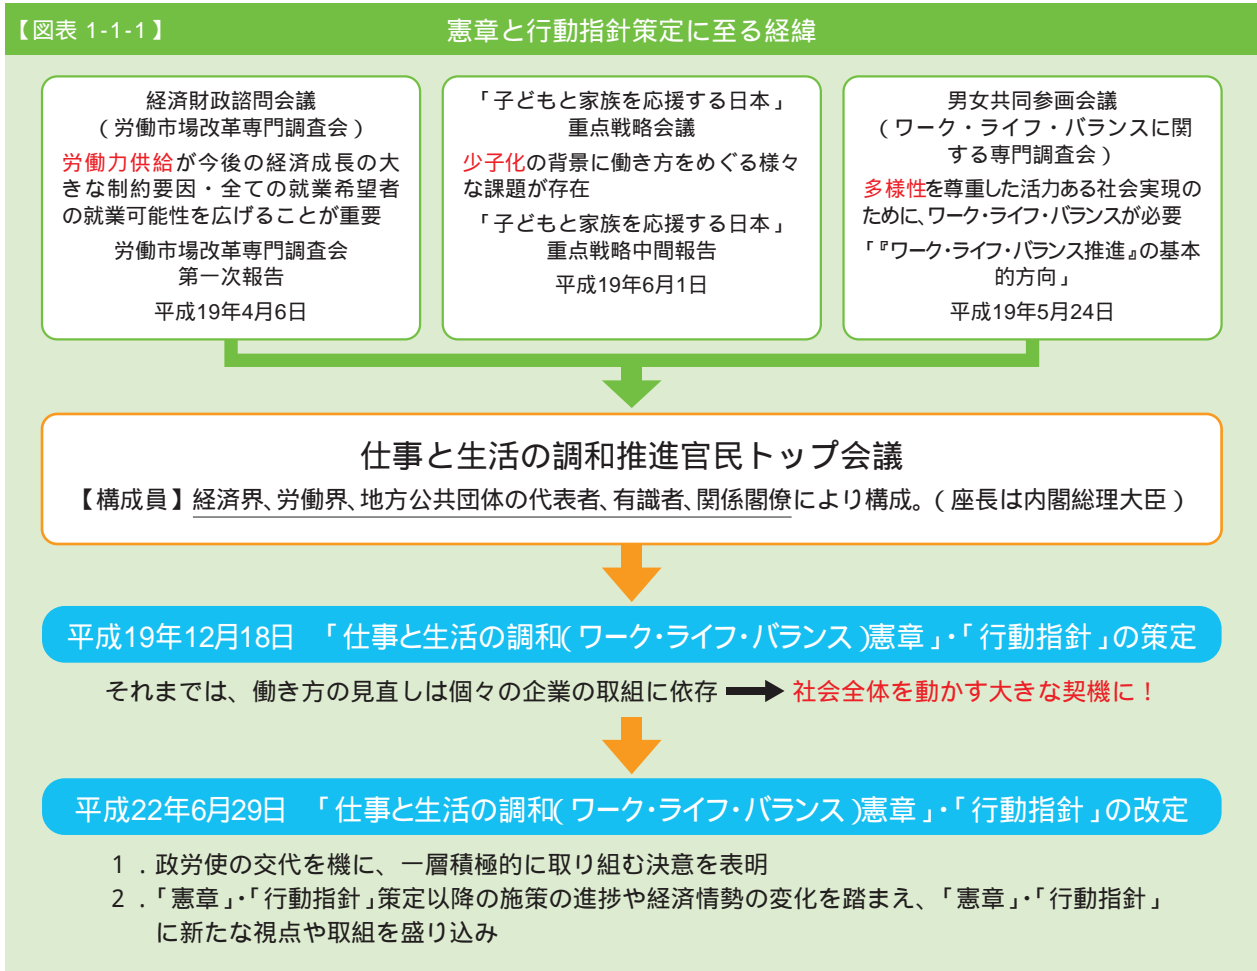 【図表 1-1-1】
憲章と行動指針策定に至る経緯
経済財政諮問会議
(労働市場改革専門調査会)
労働力供給が今後の経済成長の大
きな制約要因・全ての就業希望者
の就業可能性を広げることが重要
労働市場改革専門調査会
第一次報告
平成19年4月6日
「子どもと家族を応援する日本」
重点戦略会議
少子化の背景に働き方をめぐる様々
な課題が存在
「子どもと家族を応援する日本」
重点戦略中間報告
平成19年6月1日
男女共同参画会議
(ワーク・ライフ・バランスに関
する専門調査会)
多様性を尊重した活力ある社会実現の
ために、ワーク・ライフ・バランスが必要
「『ワーク・ライフ・バランス推進』の基本
的方向」
平成19年5月24日
仕事と生活の調和推進官民トップ会議
【構成員】経済界、労働界、地方公共団体の代表者、有識者、関係閣僚により構成。(座長は内閣総理大臣)
平成19年12月18日 「仕事と生活の調和(ワーク・ライフ・バランス)憲章」・「行動指針」の策定
それまでは、働き方の見直しは個々の企業の取組に依存 ➡ 社会全体を動かす大きな契機に!
平成22年6月29日 「仕事と生活の調和(ワーク・ライフ・バランス)憲章」・「行動指針」の改定
1.政労使の交代を機に、一層積極的に取り組む決意を表明
2.「憲章」・「行動指針」策定以降の施策の進捗や経済情勢の変化を踏まえ、「憲章」・「行動指針」
に新たな視点や取組を盛り込み